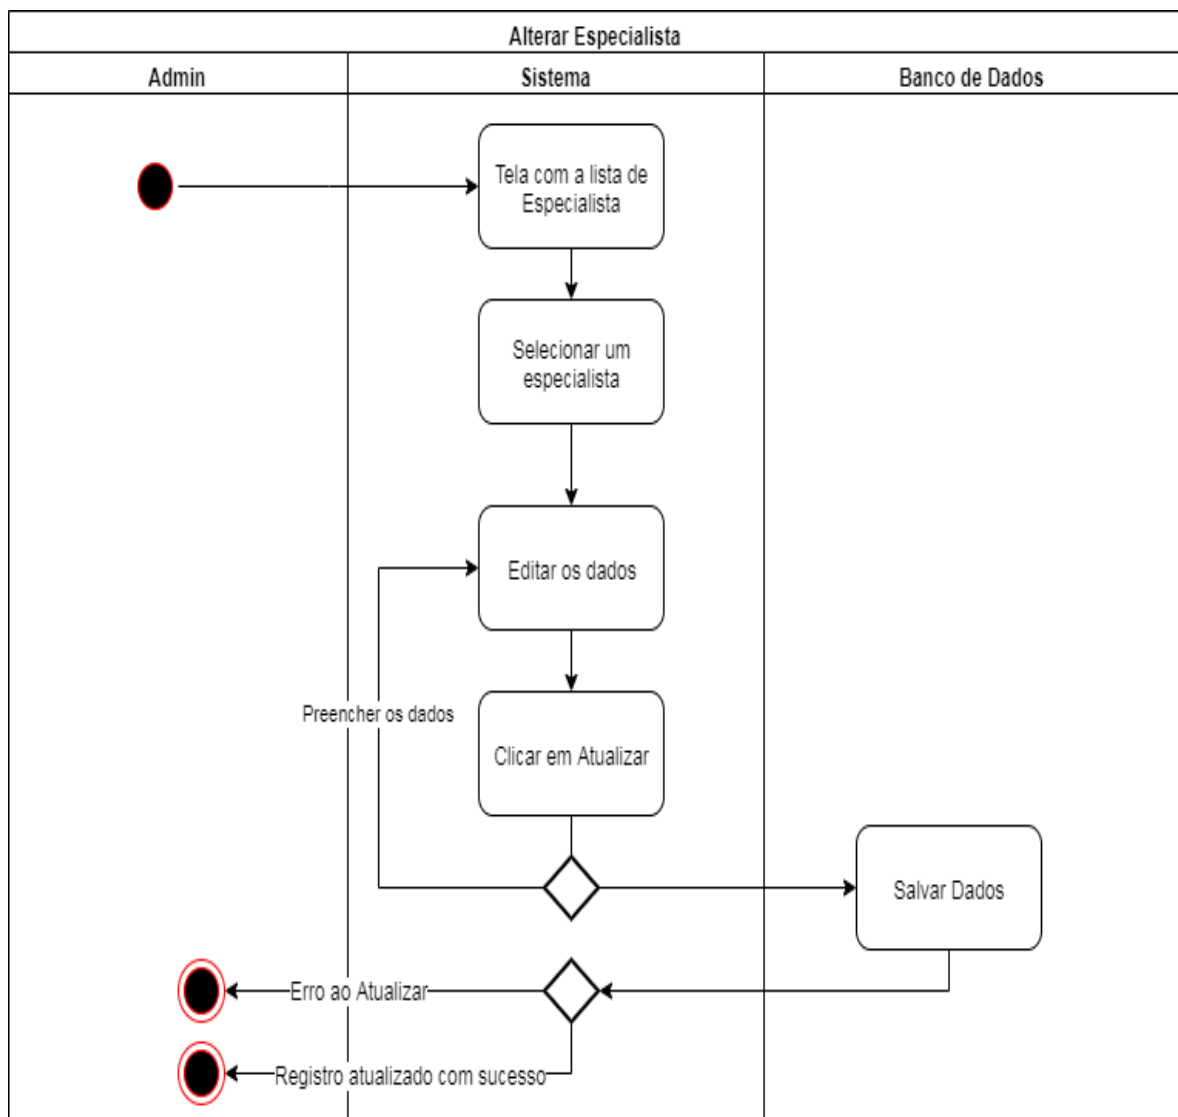 Alterar Especialista
Admin
Sistema
Banco de Dados
Tela com a lista de
Especialista
Selecionar um
especialista
Editar os dados
Preencher os dados
Clicar em Atualizar
Salvar Dados
Erro ao Atualizar
Registro atualizado com sucesso